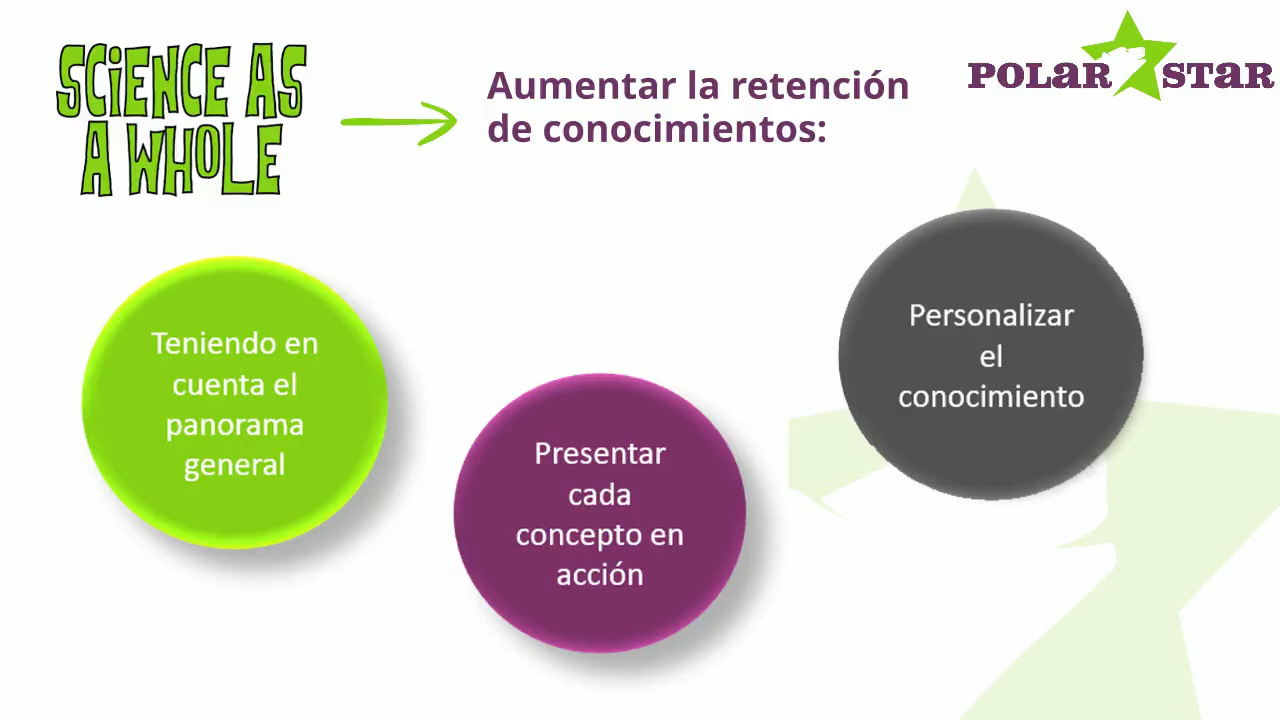 SCiENCE AS
A WHOLE
Aumentar la retención
de conocimientos:
POLAR STAR
Teniendo en
cuenta el
panorama
general
Presentar
cada
concepto en
acción
Personalizar
el
conocimiento